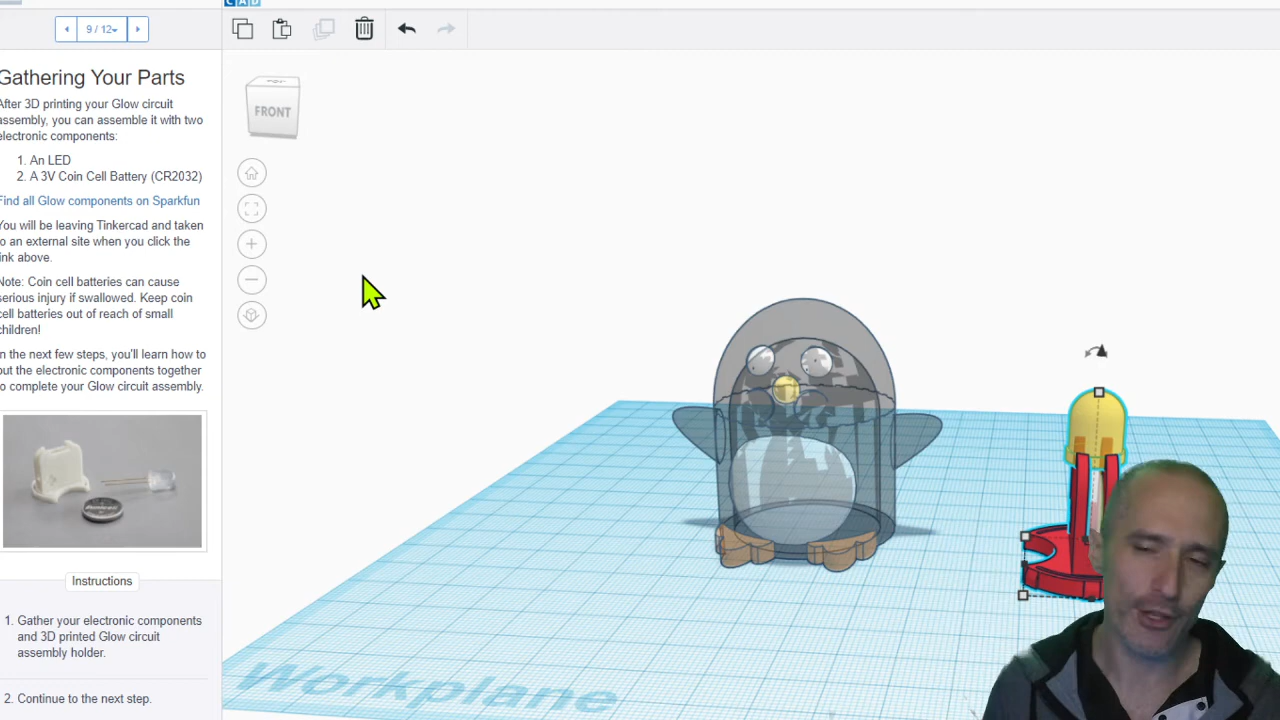 CAD
9 / 12
Gathering Your Parts
After 3D printing your Glow circuit
assembly, you can assemble it with two
electronic components:
1. An LED
2. A 3V Coin Cell Battery (CR2032)
Find all Glow components on Sparkfun
You will be leaving Tinkercad and taken
to an external site when you click the
link above.
Note: Coin cell batteries can cause
serious injury if swallowed. Keep coin
cell batteries out of reach of small
children!
In the next few steps, you'll learn how to
put the electronic components together
to complete your Glow circuit assembly.
Instructions
1. Gather your electronic components
and 3D printed Glow circuit
assembly holder.
2. Continue to the next step.
TOP
FRONT
Workplane